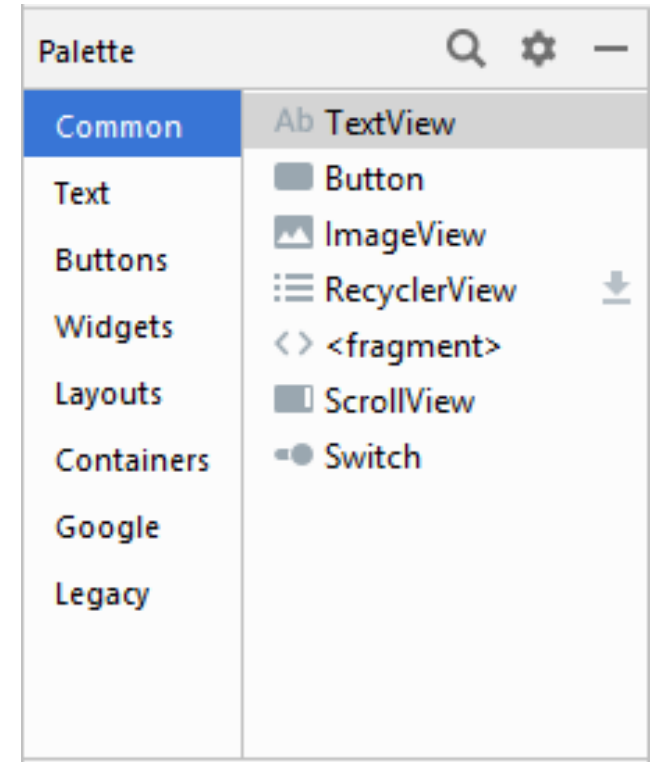 Palette
Common
Text
Buttons
Widgets
Layouts
Containers
Google
Legacy
Ab TextView
Button
ImageView
RecyclerView
<fragment>
ScrollView
Switch